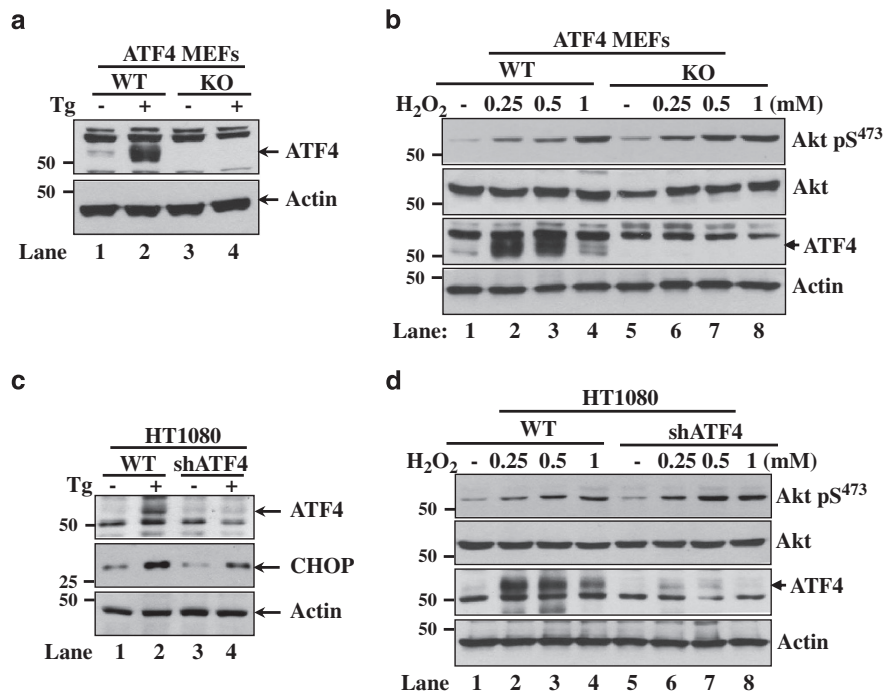 a
ATF4 MEFs
WT KO
Tg - + - +
50 ATF4
50 Actin
Lane 1 2 3 4
b
ATF4 MEFs
WT KO
H₂O₂ - 0.25 0.5 1 - 0.25 0.5 1 (mM)
Akt pS⁴⁷³
50 Akt
50 ATF4
50 Actin
Lane: 1 2 3 4 5 6 7 8
c
HT1080
WT shATF4
Tg - + - +
50 ATF4
25 CHOP
50 Actin
Lane 1 2 3 4
d
HT1080
WT shATF4
H₂O₂ - 0.25 0.5 1 - 0.25 0.5 1 (mM)
50 Akt pS⁴⁷³
50 Akt
50 ATF4
50 Actin
Lane 1 2 3 4 5 6 7 8